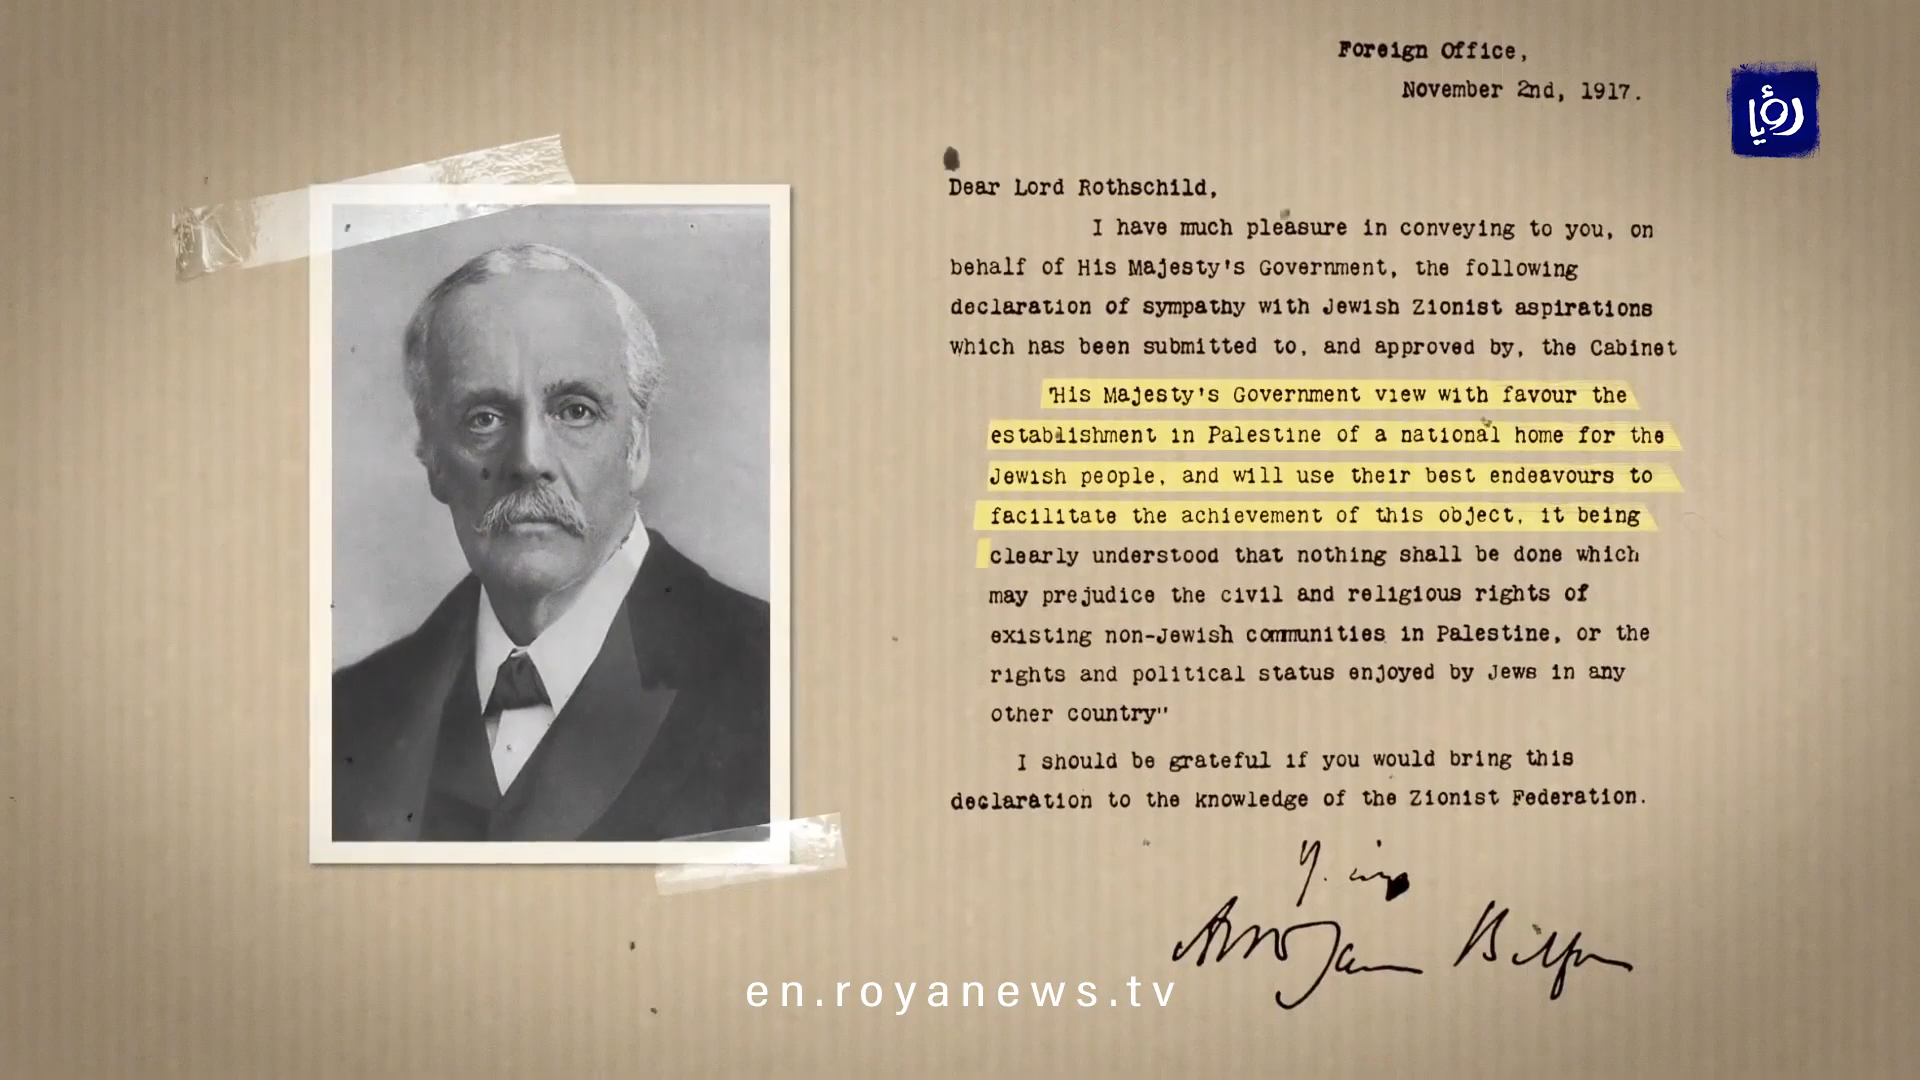 Foreign Office,
November 2nd, 1917.
رؤيا
Dear Lord Rothschild,
I have much pleasure in conveying to you, on
behalf of His Majesty's Government, the following
declaration of sympathy with Jewish Zionist aspirations
which has been submitted to, and approved by, the Cabinet
"His Majesty's Government view with favour the
establishment in Palestine of a national home for the
Jewish people, and will use their best endeavours to
facilitate the achievement of this object, it being
clearly understood that nothing shall be done which
may prejudice the civil and religious rights of
existing non-Jewish communities in Palestine, or the
rights and political status enjoyed by Jews in any
other country"
I should be grateful if you would bring this
declaration to the knowledge of the Zionist Federation.
en.royanews.tv